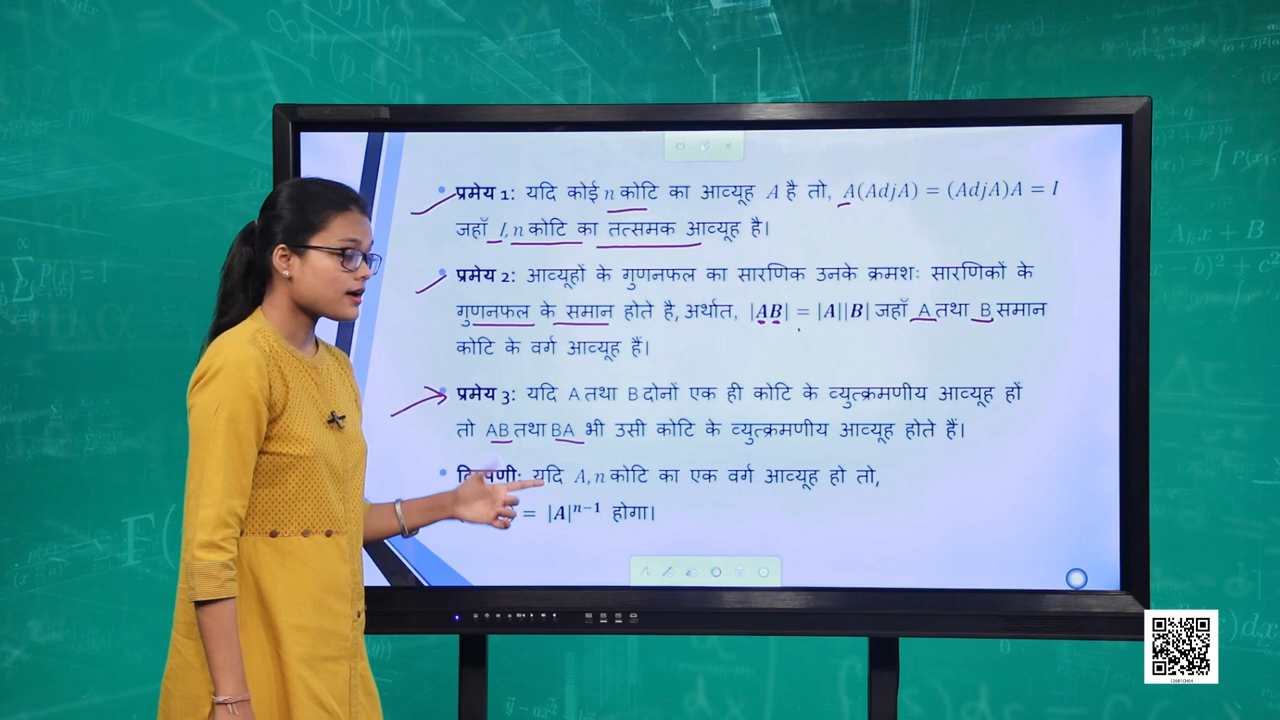 प्रमेय 1: यदि कोई n कोटि का आव्यूह A है तो, A(AdjA) = (AdjA)A = I
जहाँ I, n कोटि का तत्समक आव्यूह है।
प्रमेय 2: आव्यूहों के गुणनफल का सारणिक उनके क्रमशः सारणिकों के
गुणनफल के समान होते है, अर्थात, |AB| = |A||B| जहाँ A तथा B समान
कोटि के वर्ग आव्यूह हैं।
प्रमेय 3: यदि A तथा B दोनों एक ही कोटि के व्युत्क्रमणीय आव्यूह हों
तो AB तथा BA भी उसी कोटि के व्युत्क्रमणीय आव्यूह होते हैं।
यदि A, n कोटि का एक वर्ग आव्यूह हो तो,
= |A|ⁿ⁻¹ होगा।